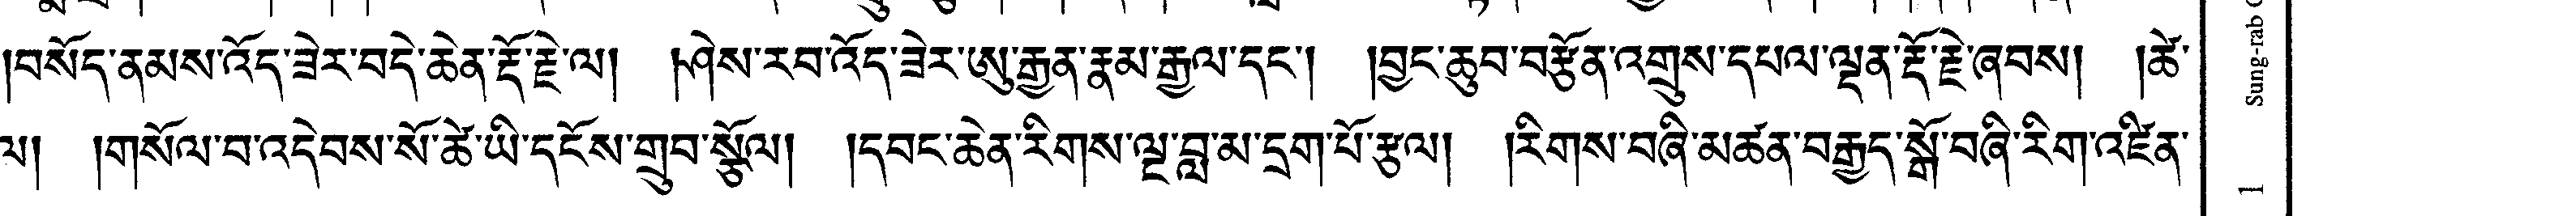 །བསོད་ནམས་འོད་ཟེར་བདེ་ཆེན་རྡོ་རྗེ་ལ། །ཤེས་རབ་འོད་ཟེར་ཨུ་རྒྱན་རྣམ་རྒྱལ་དང་། །བྱང་ཆུབ་བརྩོན་འགྲུས་དཔལ་ལྡན་རྡོ་རྗེ་ཞབས། །ཚེ་
ལ། །གསོལ་བ་འདེབས་སོ་ཚེ་ཡི་དངོས་གྲུབ་སྩོལ། །དབང་ཆེན་རིགས་ལྔ་བླ་མ་དྲག་པོ་རྩལ། །རིགས་བཞི་མཚན་བརྒྱད་སྒོ་བཞི་རིག་འཛིན་
Sung-rab
1